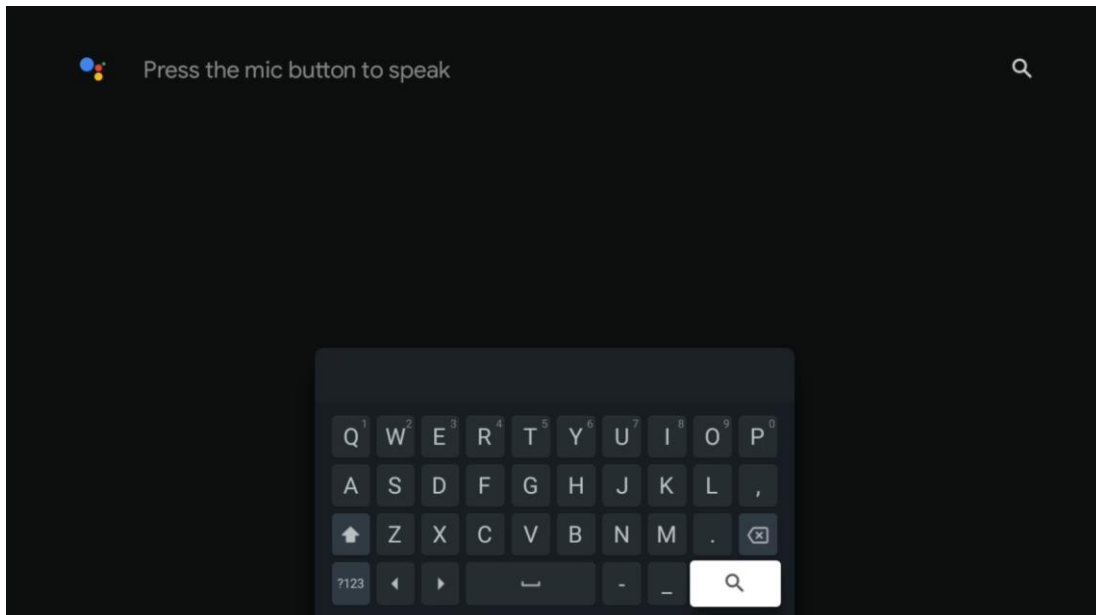 Press the mic button to speak
Q1 W2 E3 R4 T5 Y6 U7 I8 O9 P0
A S D F G H J K L ,
Z X C V B N M .
?123 - _